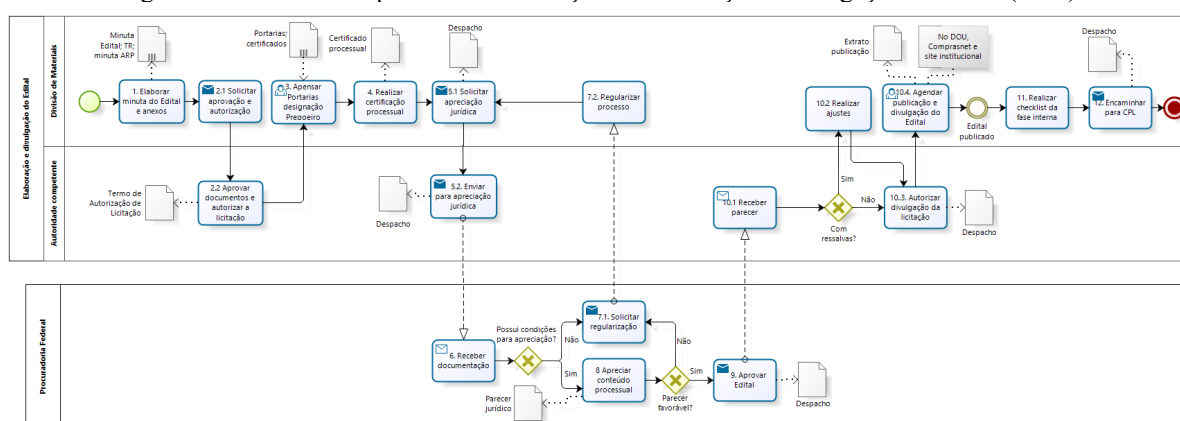 Elaboração e divulgação do Edital
Divisão de Materiais
Minuta
Edital; TR;
minuta ARP
1. Elaborar
minuta do Edital
e anexos
2.1 Solicitar
aprovação e
autorização
Portarias;
certificados
3. Apensar
Portarias
designação
Pregoeiro
Certificado
processual
4. Realizar
certificação
processual
Despacho
5.1 Solicitar
apreciação
jurídica
7.2. Regularizar
processo
10.2 Realizar
ajustes
Extrato
publicação
No DOU,
Comprasnet e
site institucional
10.4. Agendar
publicação e
divulgação do
Edital
Edital
publicado
11. Realizar
checklist da
fase interna
Despacho
12. Encaminhar
para CPL
Autoridade competente
Termo de
Autorização de
Licitação
2.2 Aprovar
documentos e
autorizar a
licitação
Despacho
5.2. Enviar
para apreciação
jurídica
10.1 Receber
parecer
Sim
Não
Com
ressalvas?
10.3. Autorizar
divulgação da
licitação
Despacho
Procuradoria Federal
6. Receber
documentação
Possui condições
para apreciação?
Não
Sim
7.1. Solicitar
regularização
8 Apreciar
conteúdo
processual
Parecer
jurídico
Não
Sim
Parecer
favorável?
9. Aprovar
Edital
Despacho